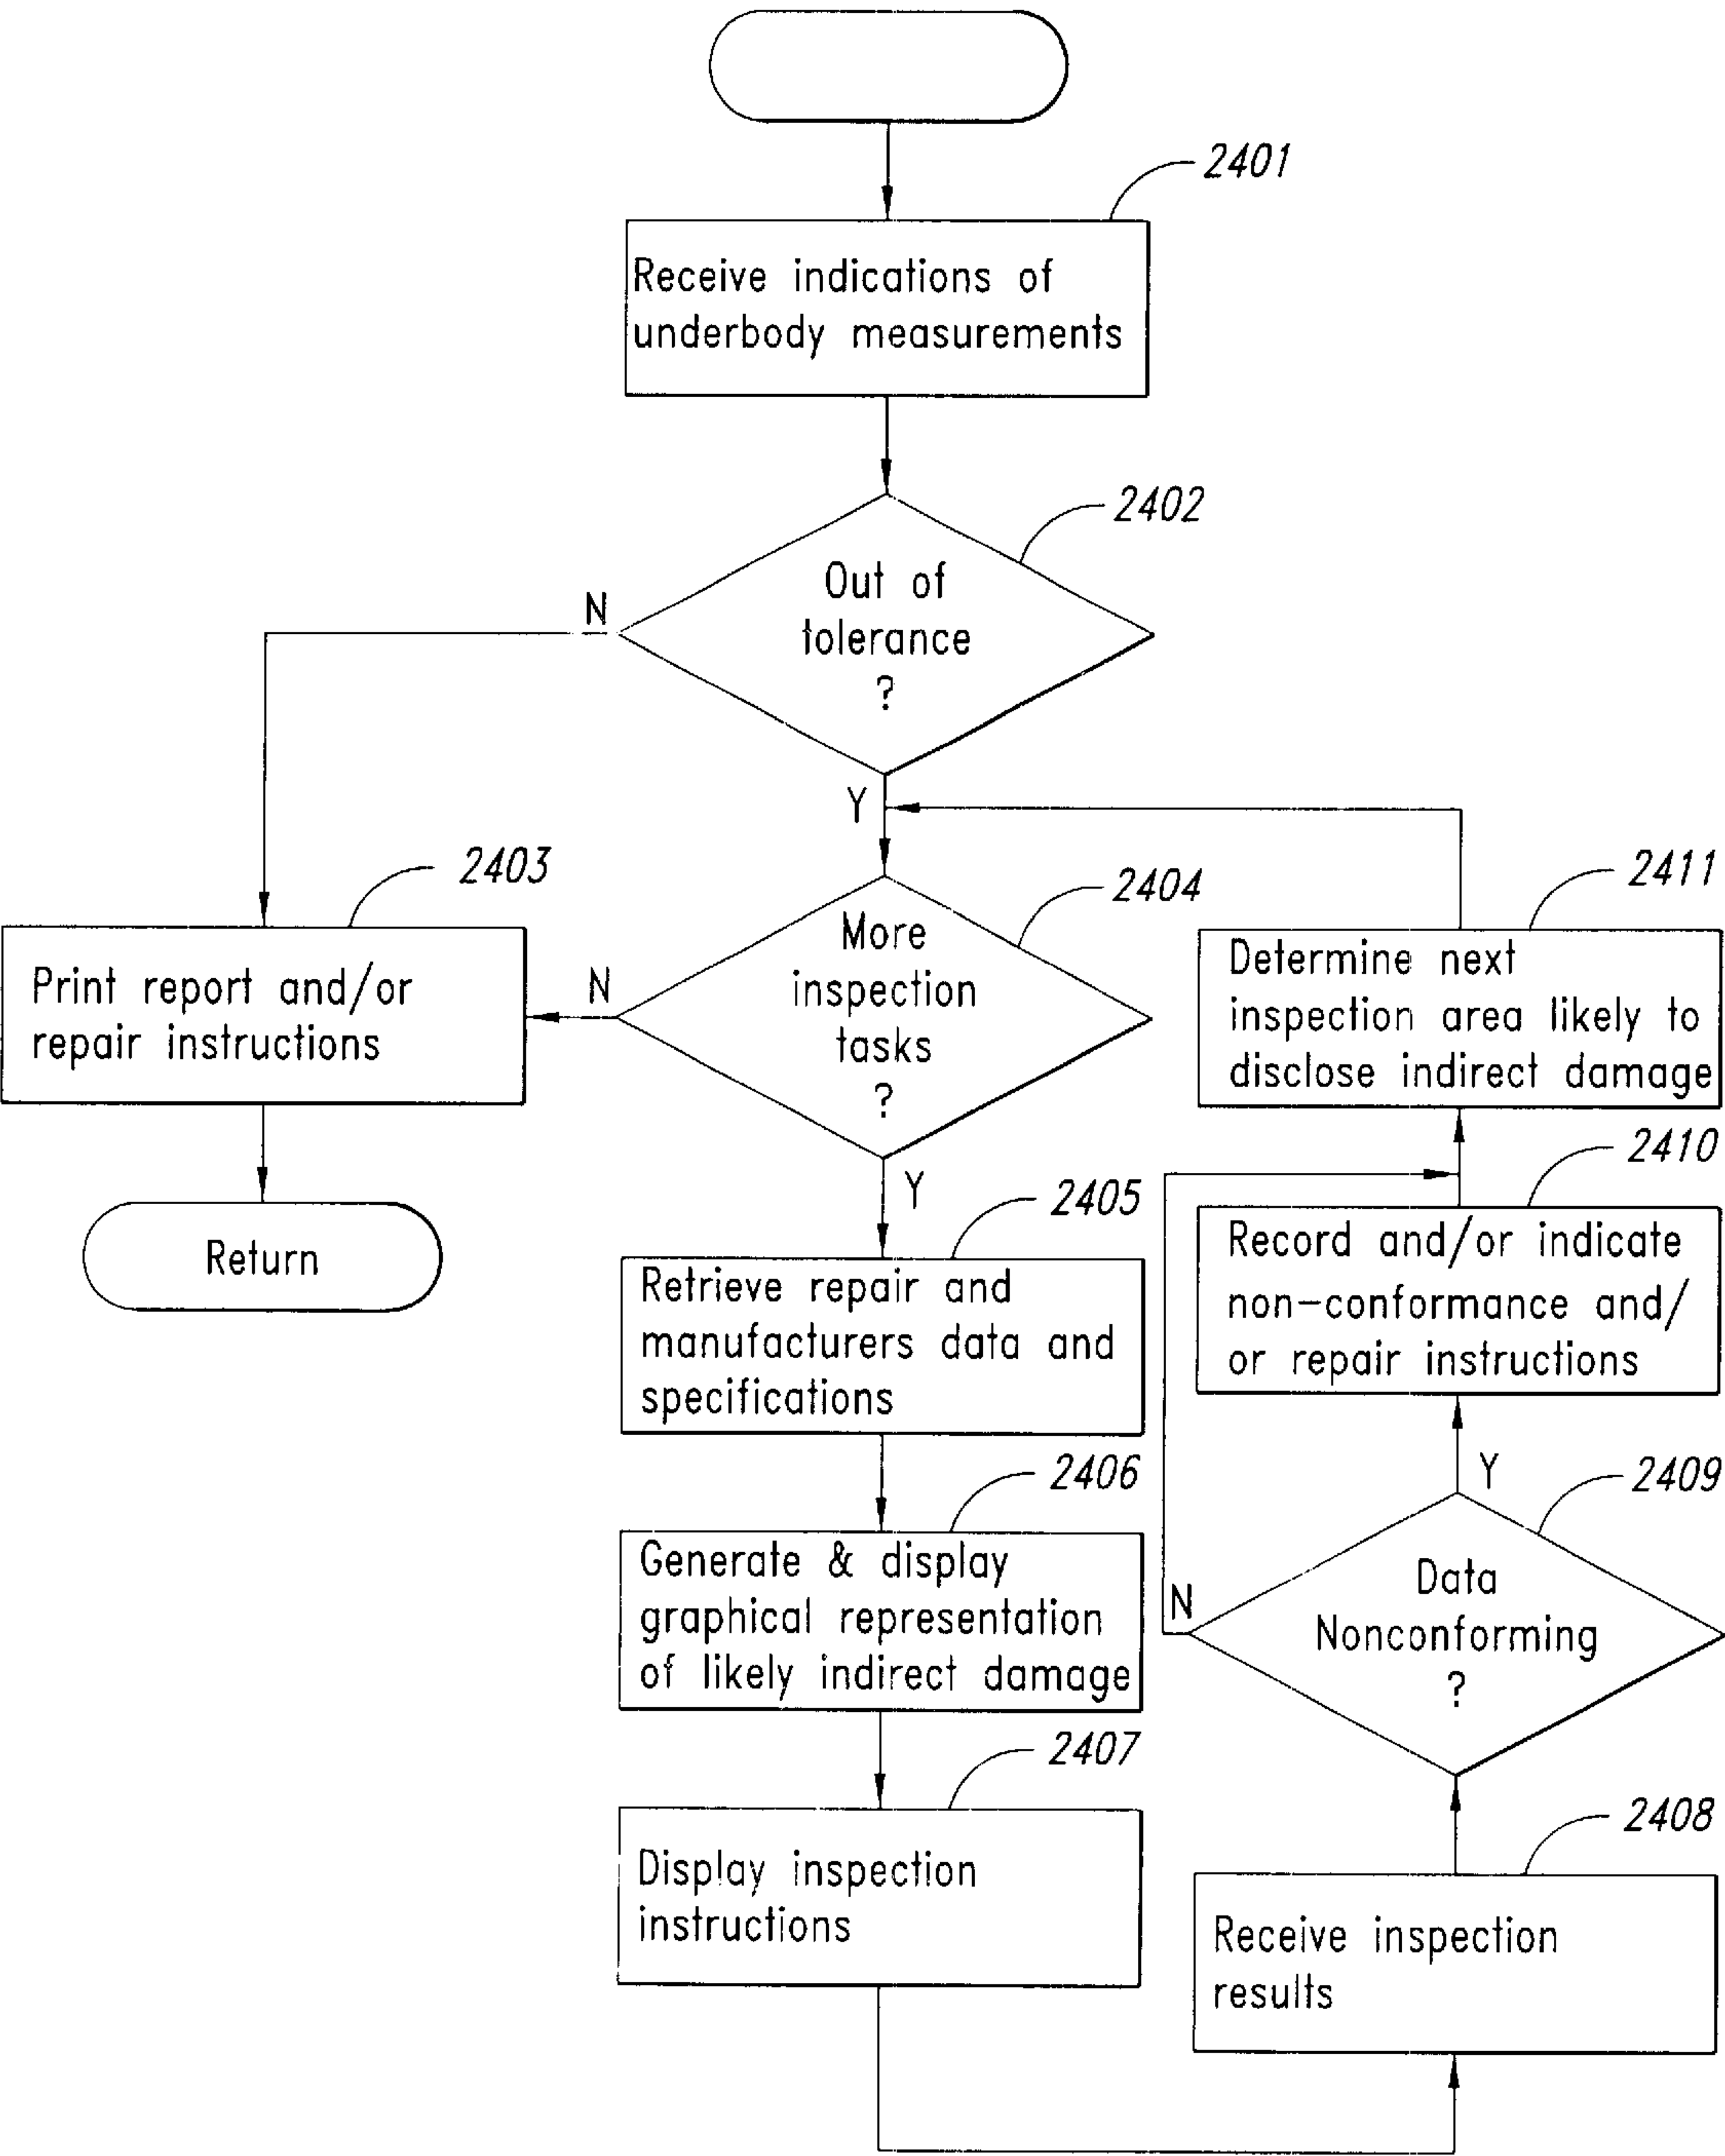 2401
Receive indications of
underbody measurements
2402
Out of
tolerance
?
N
Y
2403
Print report and/or
repair instructions
Return
2404
More
inspection
tasks
?
N
Y
2405
Retrieve repair and
manufacturers data and
specifications
2406
Generate & display
graphical representation
of likely indirect damage
2407
Display inspection
instructions
2408
Receive inspection
results
2409
Data
Nonconforming
?
N
Y
2410
Record and/or indicate
non-conformance and/
or repair instructions
2411
Determine next
inspection area likely to
disclose indirect damage